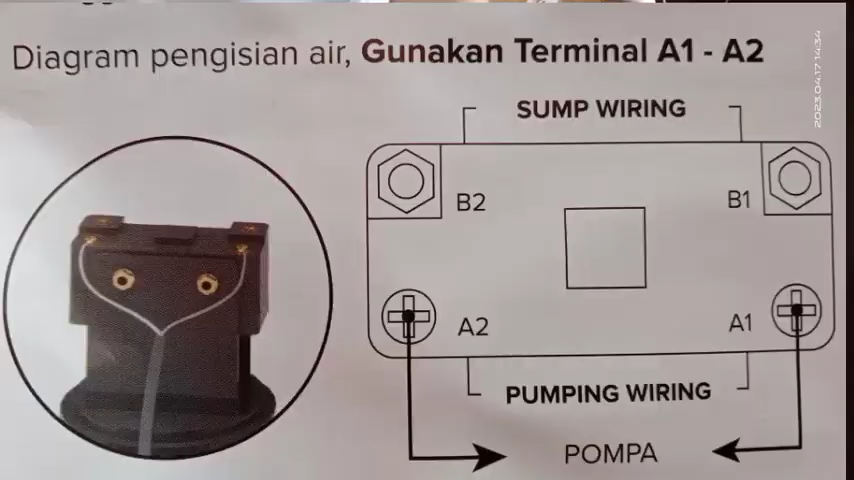 Diagram pengisian air, Gunakan Terminal A1 - A2
SUMP WIRING
B2
B1
A2
A1
PUMPING WIRING
POMPA
2023.04.17 14:34